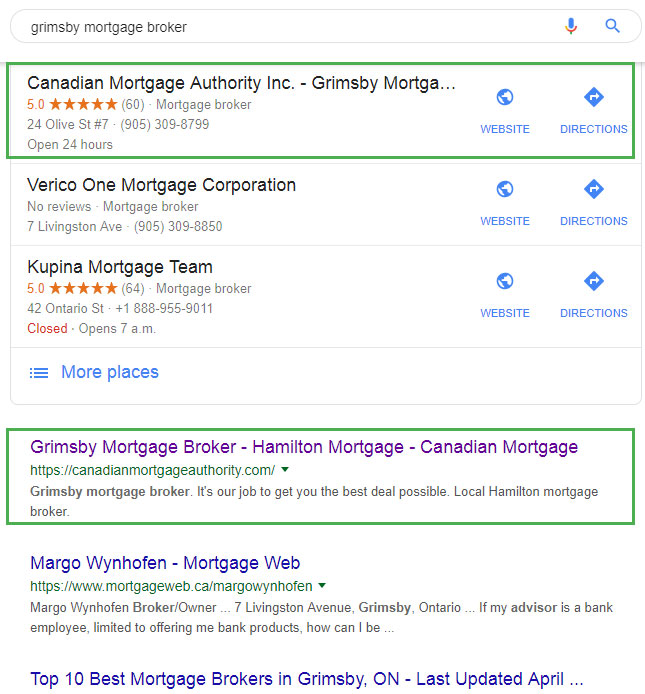 grimsby mortgage broker
Canadian Mortgage Authority Inc. - Grimsby Mortga...
5.0 ★★★★★ (60) · Mortgage broker
24 Olive St #7 · (905) 309-8799
Open 24 hours
WEBSITE
DIRECTIONS
Verico One Mortgage Corporation
No reviews · Mortgage broker
7 Livingston Ave · (905) 309-8850
WEBSITE
DIRECTIONS
Kupina Mortgage Team
5.0 ★★★★★ (64) · Mortgage broker
42 Ontario St · +1 888-955-9011
Closed · Opens 7 a.m.
WEBSITE
DIRECTIONS
More places
Grimsby Mortgage Broker - Hamilton Mortgage - Canadian Mortgage
https://canadianmortgageauthority.com/
Grimsby mortgage broker. It's our job to get you the best deal possible. Local Hamilton mortgage
broker.
Margo Wynhofen - Mortgage Web
https://www.mortgageweb.ca/margowynhofen
Margo Wynhofen Broker/Owner ... 7 Livingston Avenue, Grimsby, Ontario ... If my advisor is a bank
employee, limited to offering me bank products, how can I be ...
Top 10 Best Mortgage Brokers in Grimsby, ON - Last Updated April ...